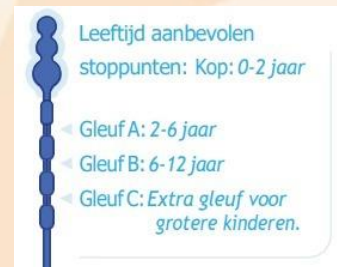 Leeftijd aanbevolen
stoppunten: Kop: 0-2 jaar
Gleuf A: 2-6 jaar
Gleuf B: 6-12 jaar
Gleuf C: Extra gleuf voor
grotere kinderen.